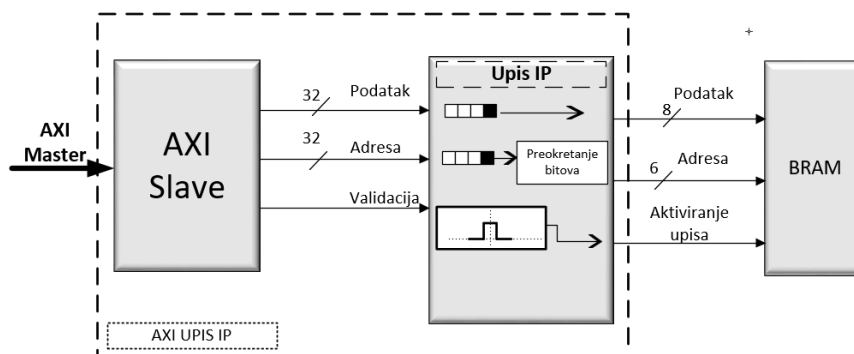 AXI
Master
AXI
Slave
32
Podatak
32
Adresa
Validacija
Upis IP
Preokretanje
bitova
8
Podatak
6
Adresa
Aktiviranje
upisa
BRAM
AXI UPIS IP